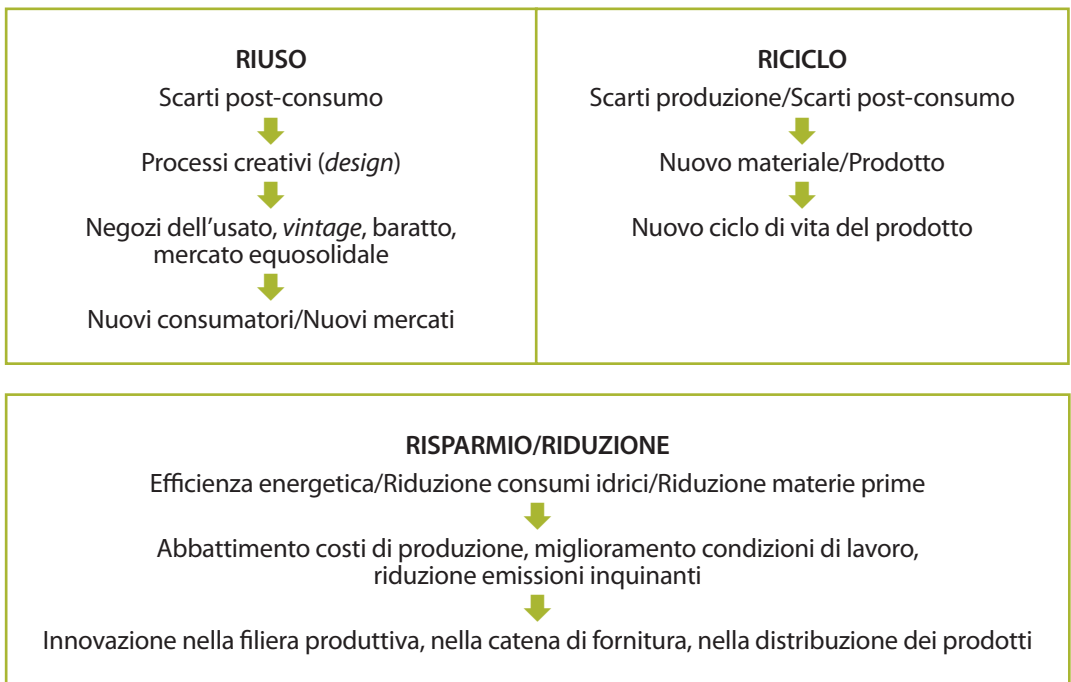 RIUSO
Scarti post-consumo
Processi creativi (design)
Negozi dell'usato, vintage, baratto,
mercato equosolidale
Nuovi consumatori/Nuovi mercati
RICICLO
Scarti produzione/Scarti post-consumo
Nuovo materiale/Prodotto
Nuovo ciclo di vita del prodotto
RISPARMIO/RIDUZIONE
Efficienza energetica/Riduzione consumi idrici/Riduzione materie prime
Abbattimento costi di produzione, miglioramento condizioni di lavoro,
riduzione emissioni inquinanti
Innovazione nella filiera produttiva, nella catena di fornitura, nella distribuzione dei prodotti